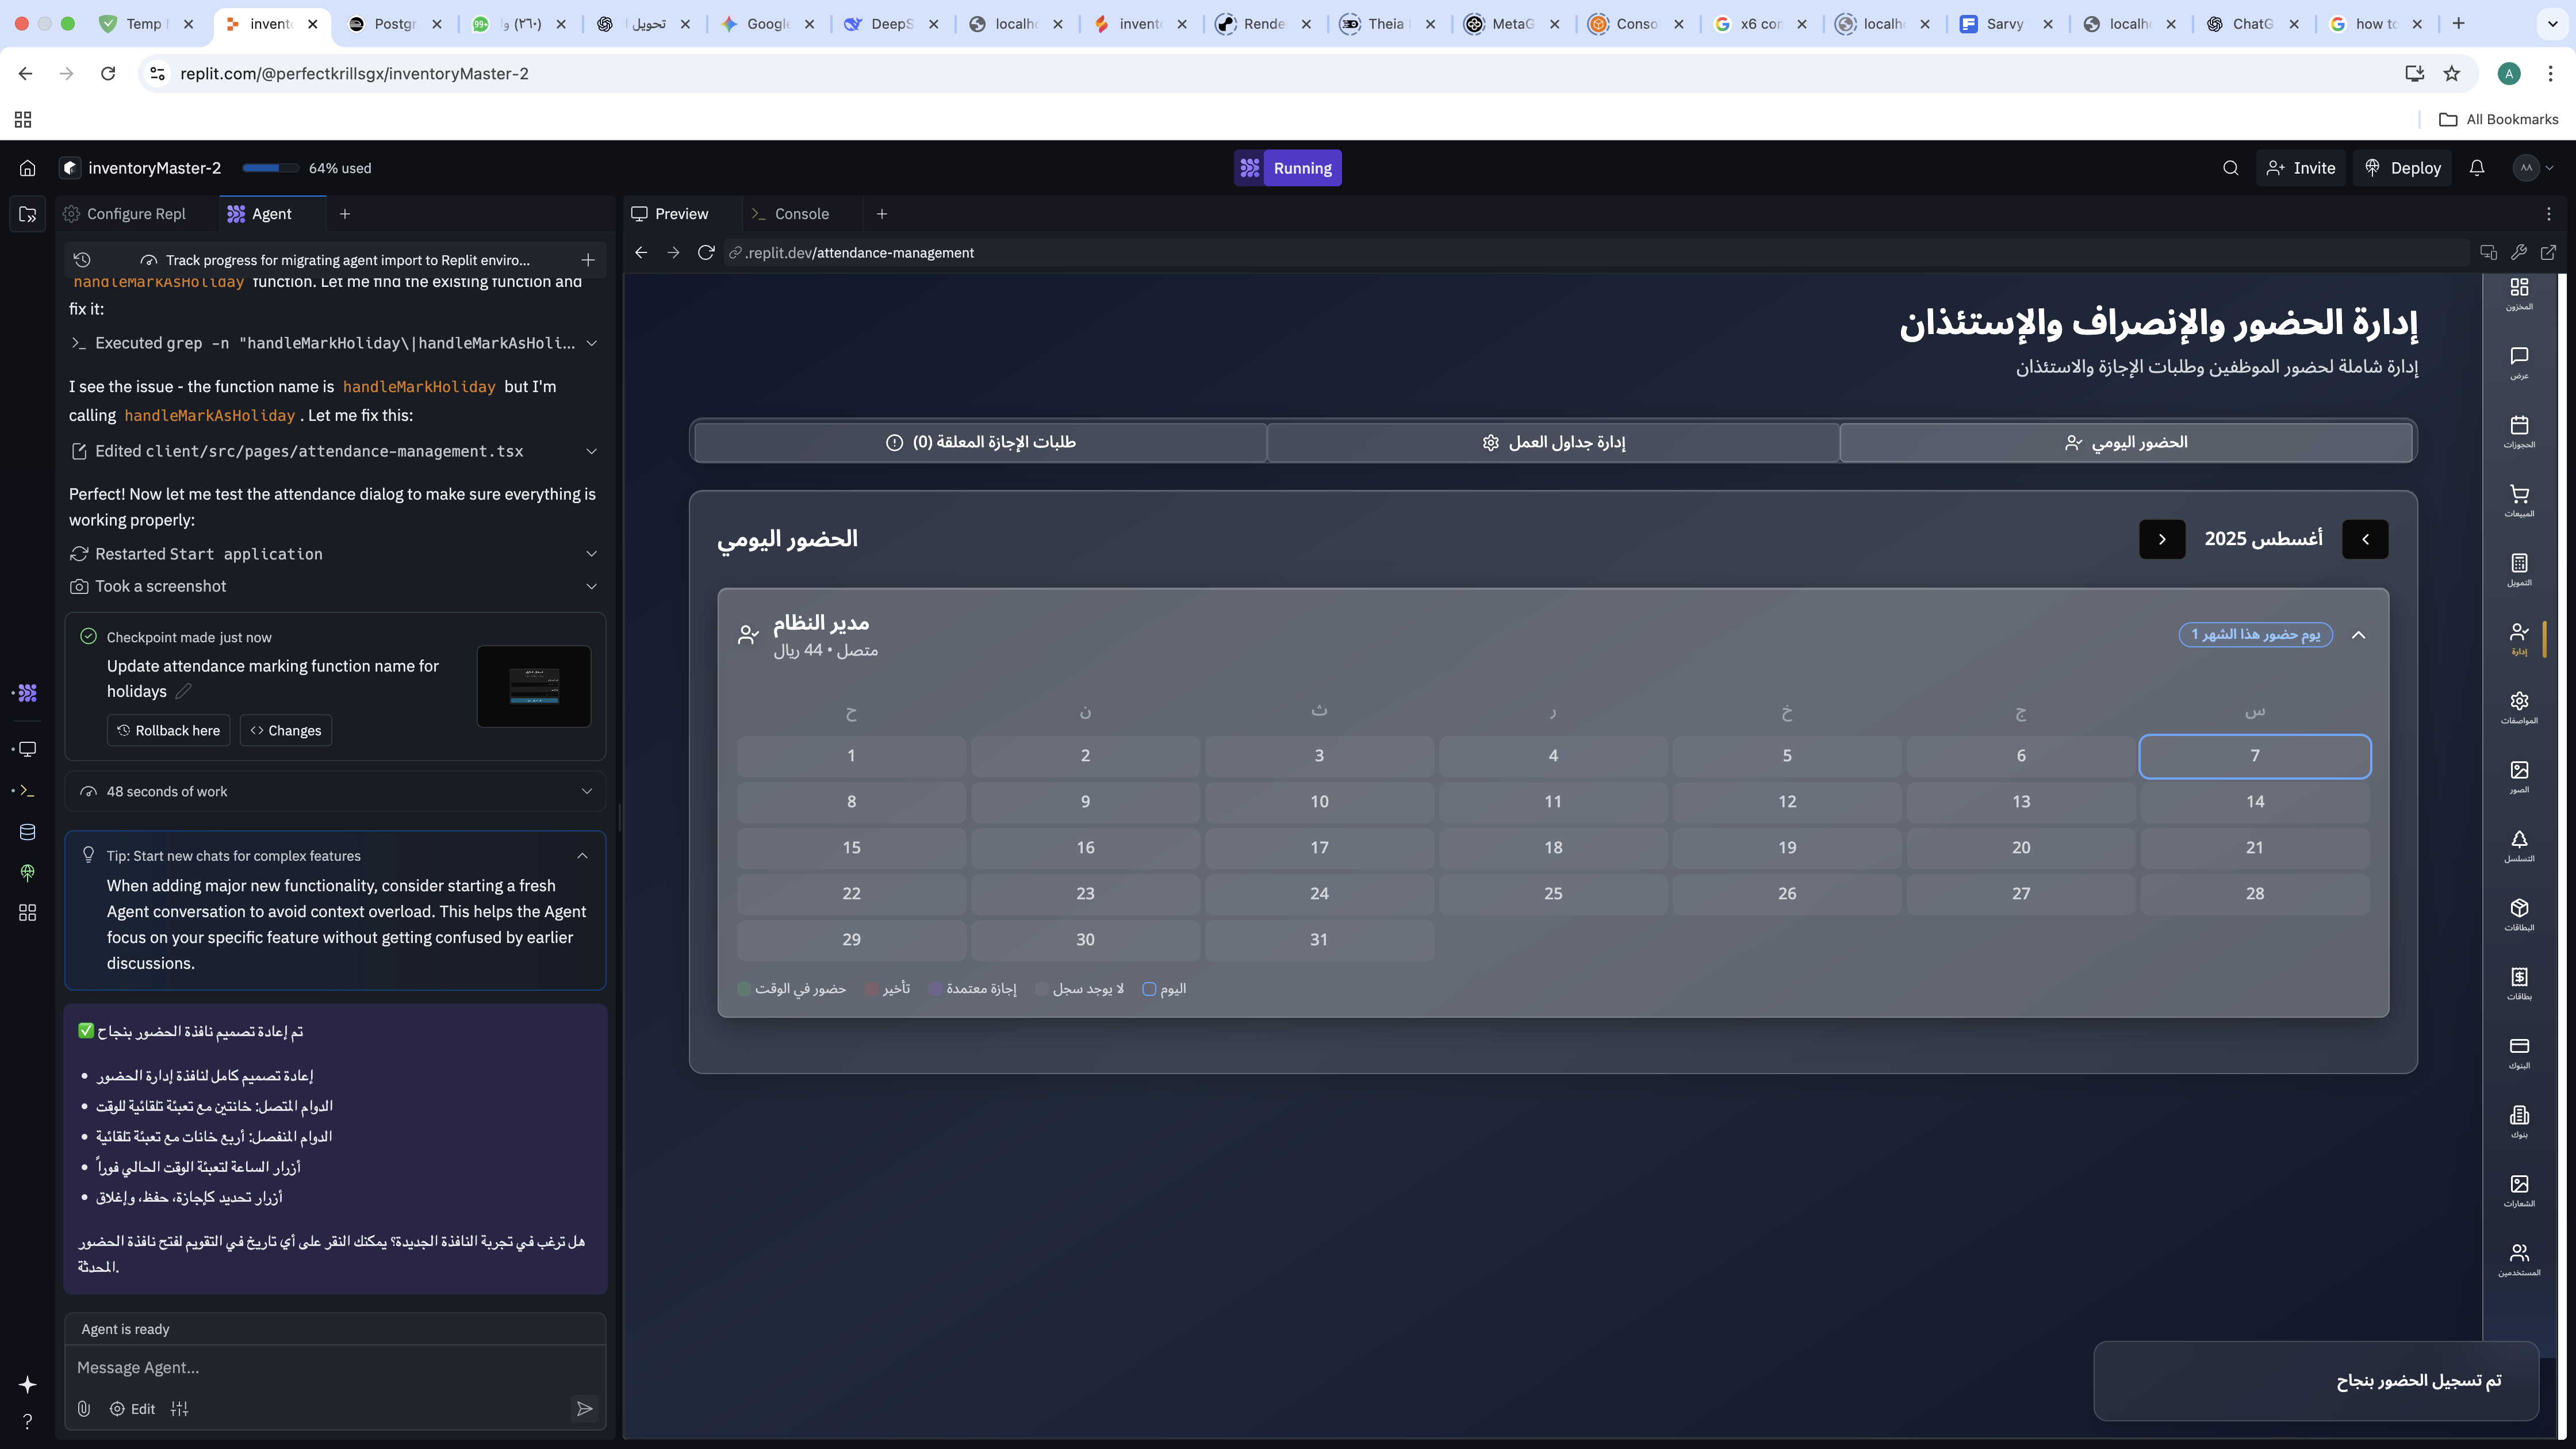 Temp
invent
Postgr
(٣٦٠) و
تحويل
Google
DeepS
localho
invent
Rende
Theia
MetaG
Conso
x6 con
localho
Sarvy
localho
ChatG
how to
replit.com/@perfectkrillsgx/inventoryMaster-2
A
All Bookmarks
inventoryMaster-2
64% used
Running
Invite
Deploy
AA
Configure Repl
Agent
Track progress for migrating agent import to Replit enviro...
handleMarkAsHoliday function. Let me find the existing function and
fix it:
Executed grep -n "handleMarkHoliday\|handleMarkAsHoli...
I see the issue - the function name is handleMarkHoliday but I'm
calling handleMarkAsHoliday . Let me fix this:
Edited client/src/pages/attendance-management.tsx
Perfect! Now let me test the attendance dialog to make sure everything is
working properly:
Restarted Start application
Took a screenshot
Checkpoint made just now
Update attendance marking function name for
holidays
Rollback here
Changes
48 seconds of work
Tip: Start new chats for complex features
When adding major new functionality, consider starting a fresh
Agent conversation to avoid context overload. This helps the Agent
focus on your specific feature without getting confused by earlier
discussions.
✅ تم إعادة تصميم نافذة الحضور بنجاح
• إعادة تصميم كامل لنافذة إدارة الحضور
• الدوام المتصل: خانتين مع تعبئة تلقائية للوقت
• الدوام المنفصل: أربع خانات مع تعبئة تلقائية
• أزرار الساعة لتعبئة الوقت الحالي فوراً
• أزرار تحديد كإجازة، حفظ، وإغلاق
هل ترغب في تجربة النافذة الجديدة؟ يمكنك النقر على أي تاريخ في التقويم لفتح نافذة الحضور
المحدثة.
Agent is ready
Message Agent...
Edit
Preview
Console
.replit.dev/attendance-management
إدارة الحضور والإنصراف والإستئذان
إدارة شاملة لحضور الموظفين وطلبات الإجازة والاستئذان
الحضور اليومي
إدارة جداول العمل
طلبات الإجازة المعلقة (0)
الحضور اليومي
أغسطس 2025
مدير النظام
متصل • 44 ريال
يوم حضور هذا الشهر 1
ح ن ث ر خ ج س
1 2 3 4 5 6 7
8 9 10 11 12 13 14
15 16 17 18 19 20 21
22 23 24 25 26 27 28
29 30 31
حضور في الوقت
تأخير
إجازة معتمدة
لا يوجد سجل
اليوم
المخزون
عرض
الحجوزات
المبيعات
التمويل
إدارة
المواصفات
الصور
التسلسل
البطاقات
بطاقات
البنوك
بنوك
الشعارات
المستخدمين
تم تسجيل الحضور بنجاح